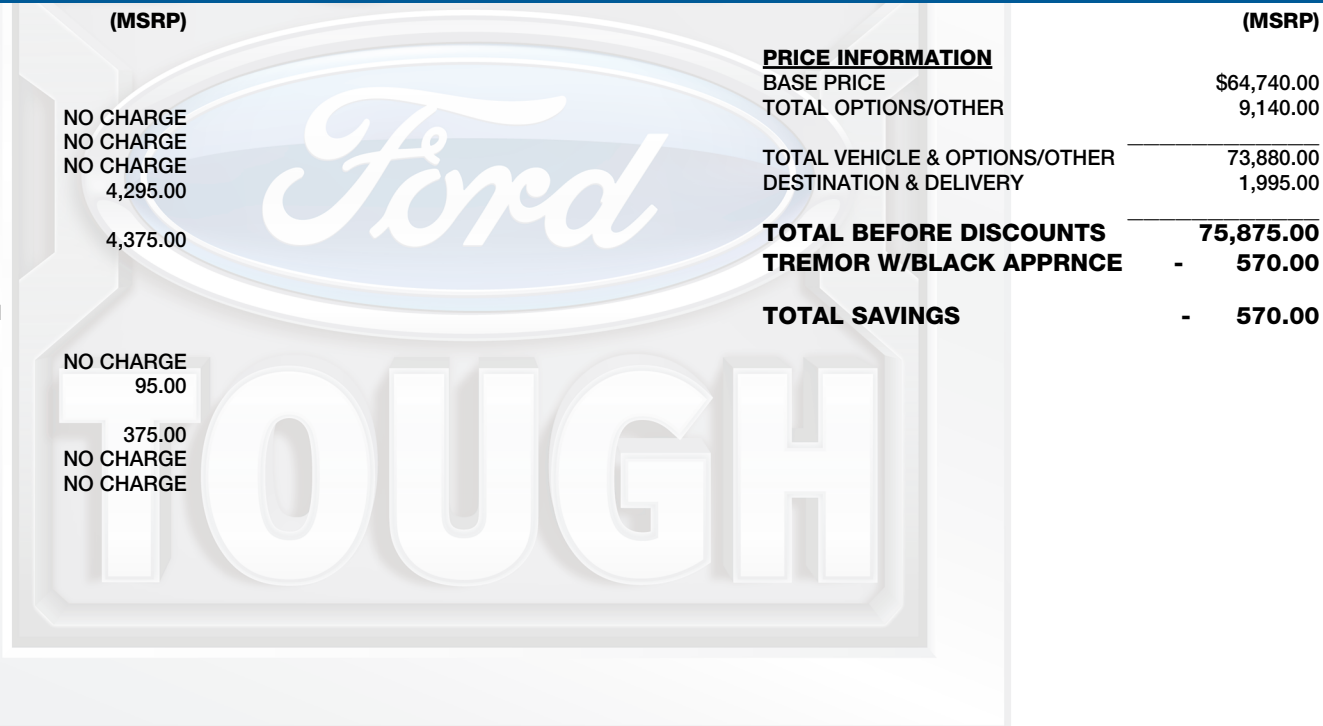 (MSRP)
NO CHARGE
NO CHARGE
NO CHARGE
4,295.00
4,375.00
NO CHARGE
95.00
375.00
NO CHARGE
NO CHARGE
Ford
TOUGH
(MSRP)
PRICE INFORMATION
BASE PRICE $64,740.00
TOTAL OPTIONS/OTHER 9,140.00
TOTAL VEHICLE & OPTIONS/OTHER 73,880.00
DESTINATION & DELIVERY 1,995.00
TOTAL BEFORE DISCOUNTS 75,875.00
TREMOR W/BLACK APPRNCE - 570.00
TOTAL SAVINGS - 570.00